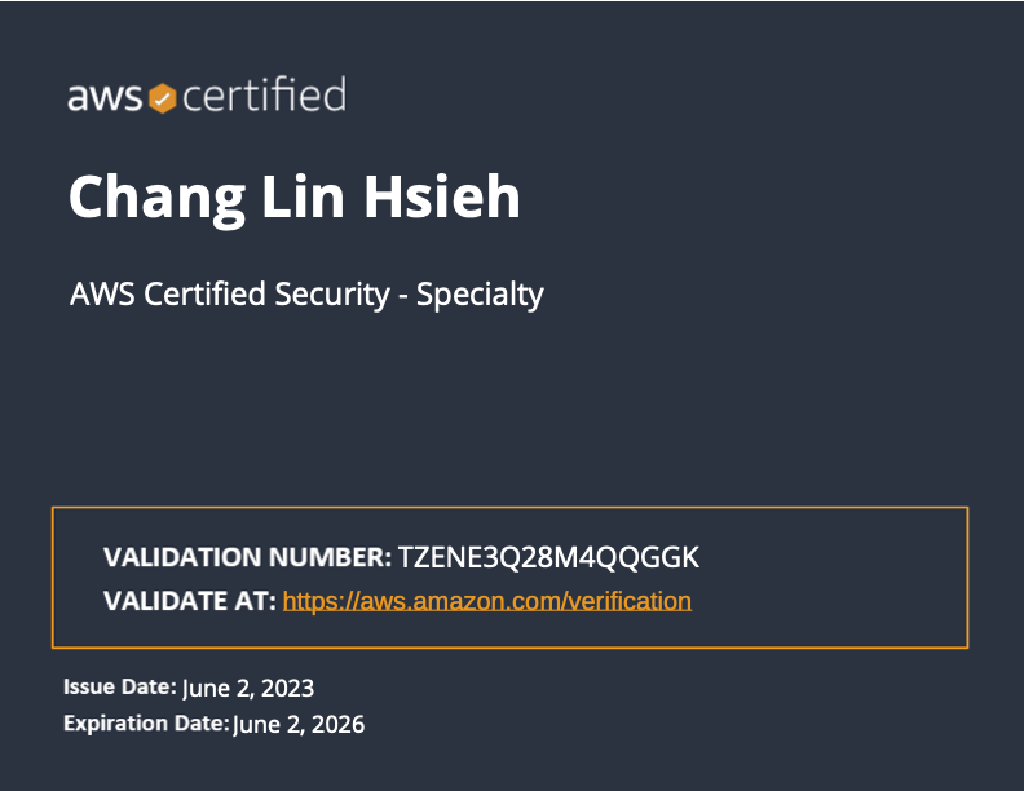 aws certified
Chang Lin Hsieh
AWS Certified Security - Specialty
VALIDATION NUMBER: TZENE3Q28M4QQGGK
VALIDATE AT: https://aws.amazon.com/verification
Issue Date: June 2, 2023
Expiration Date: June 2, 2026